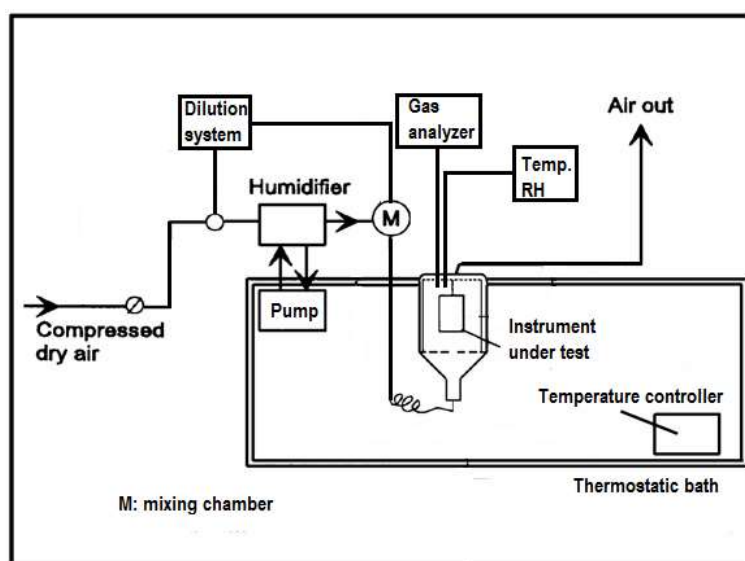 Dilution
system
Gas
analyzer
Air out
Temp.
RH
Humidifier
M
Pump
Compressed
dry air
Instrument
under test
Temperature controller
Thermostatic bath
M: mixing chamber